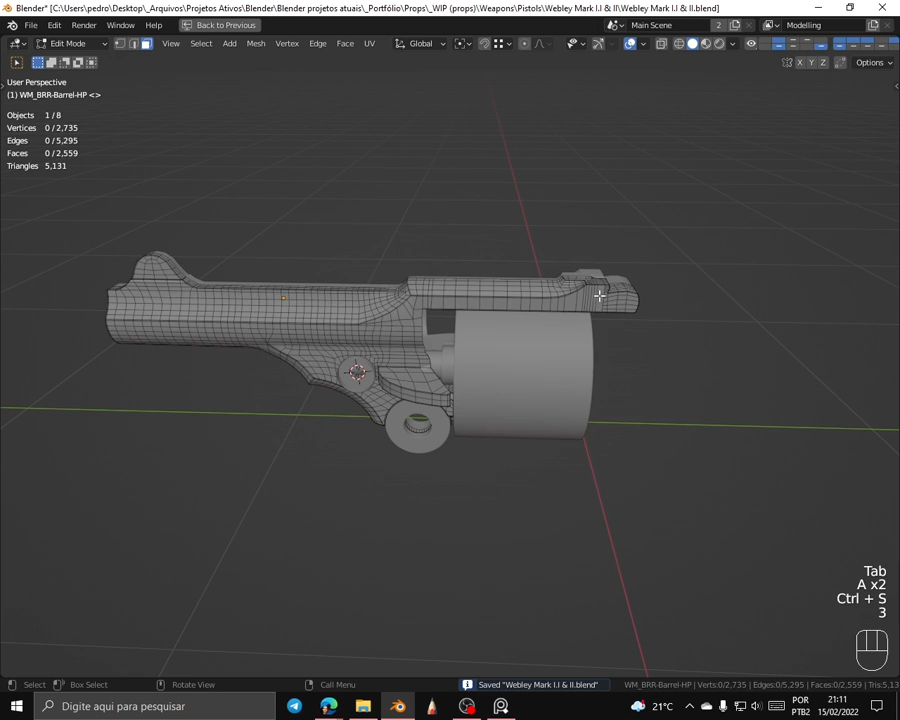 Blender* [C:\Users\pedro\Desktop\_Arquivos\Projetos Ativos\Blender\Blender projetos atuais\_Portfólio\Props\_WIP (props)\Weapons\Pistols\Webley Mark I.I & II\Webley Mark I.I & II.blend]
File Edit Render Window Help Back to Previous Main Scene 2 Modelling
Edit Mode View Select Add Mesh Vertex Edge Face UV Global
X Y Z Options
User Perspective
(1) WM_BRR-Barrel-HP <>
Objects 1 / 8
Vertices 0 / 2,735
Edges 0 / 5,295
Faces 0 / 2,559
Triangles 5,131
Tab
A x2
Ctrl + S
3
Select Box Select Rotate View Call Menu Saved "Webley Mark I.I & II.blend" WM_BRR-Barrel-HP | Verts:0/2,735 | Edges:0/5,295 | Faces:0/2,559 | Tris:5,13
Digite aqui para pesquisar 21°C POR 21:11
PTB2 15/02/2022